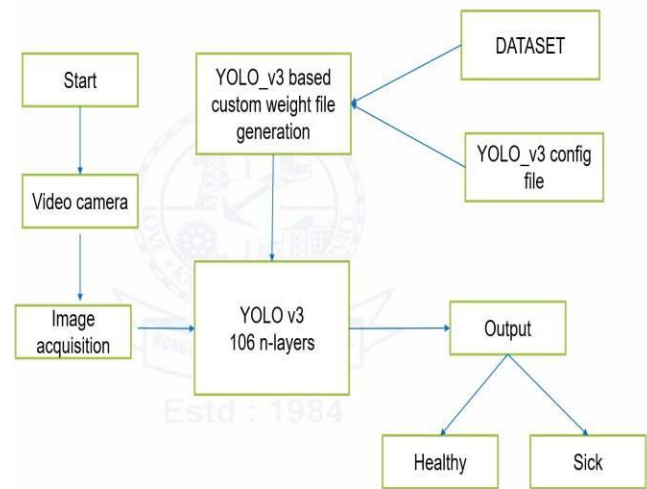 Start
Video camera
Image
acquisition
YOLO_v3 based
custom weight file
generation
DATASET
YOLO_v3 config
file
YOLO v3
106 n-layers
Output
Healthy
Sick
Estd : 1984